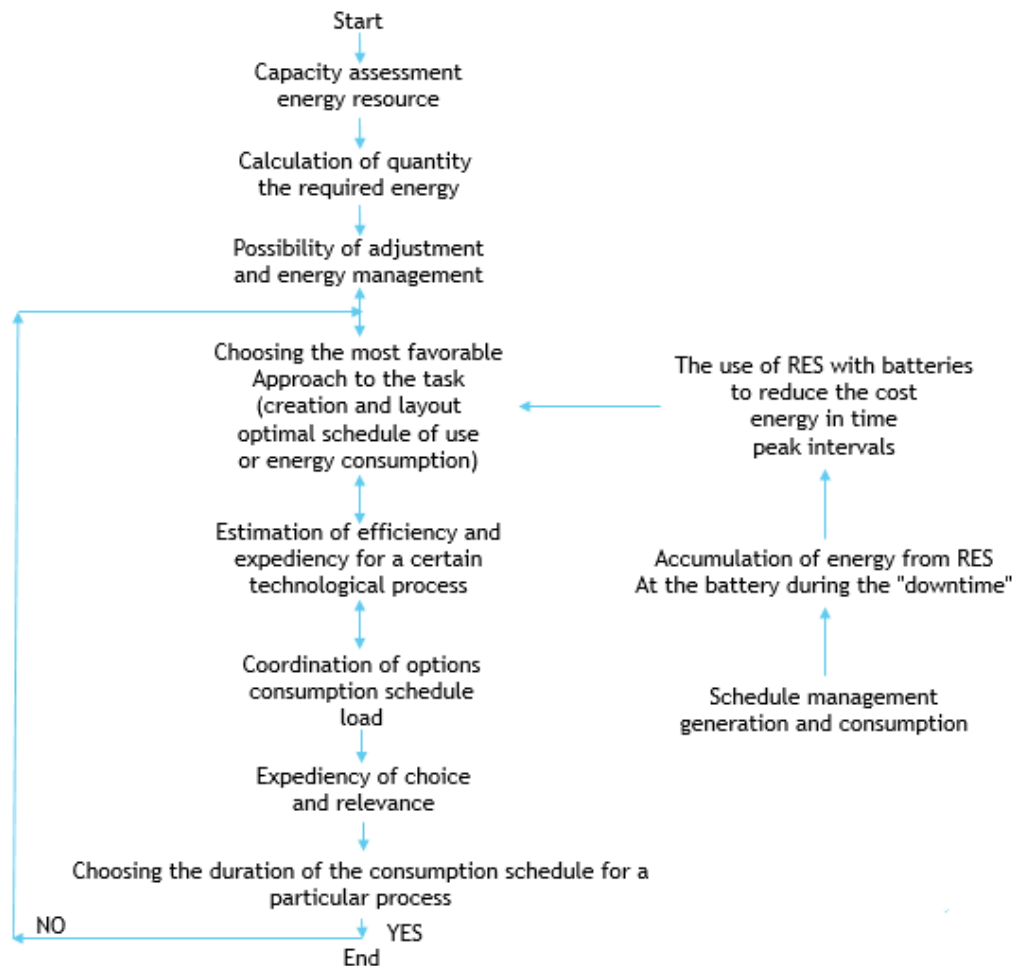 Start
Capacity assessment
energy resource
Calculation of quantity
the required energy
Possibility of adjustment
and energy management
Choosing the most favorable
Approach to the task
(creation and layout
optimal schedule of use
or energy consumption)
The use of RES with batteries
to reduce the cost
energy in time
peak intervals
Estimation of efficiency and
expediency for a certain
technological process
Accumulation of energy from RES
At the battery during the "downtime"
Coordination of options
consumption schedule
load
Schedule management
generation and consumption
Expediency of choice
and relevance
Choosing the duration of the consumption schedule for a
particular process
NO
YES
End